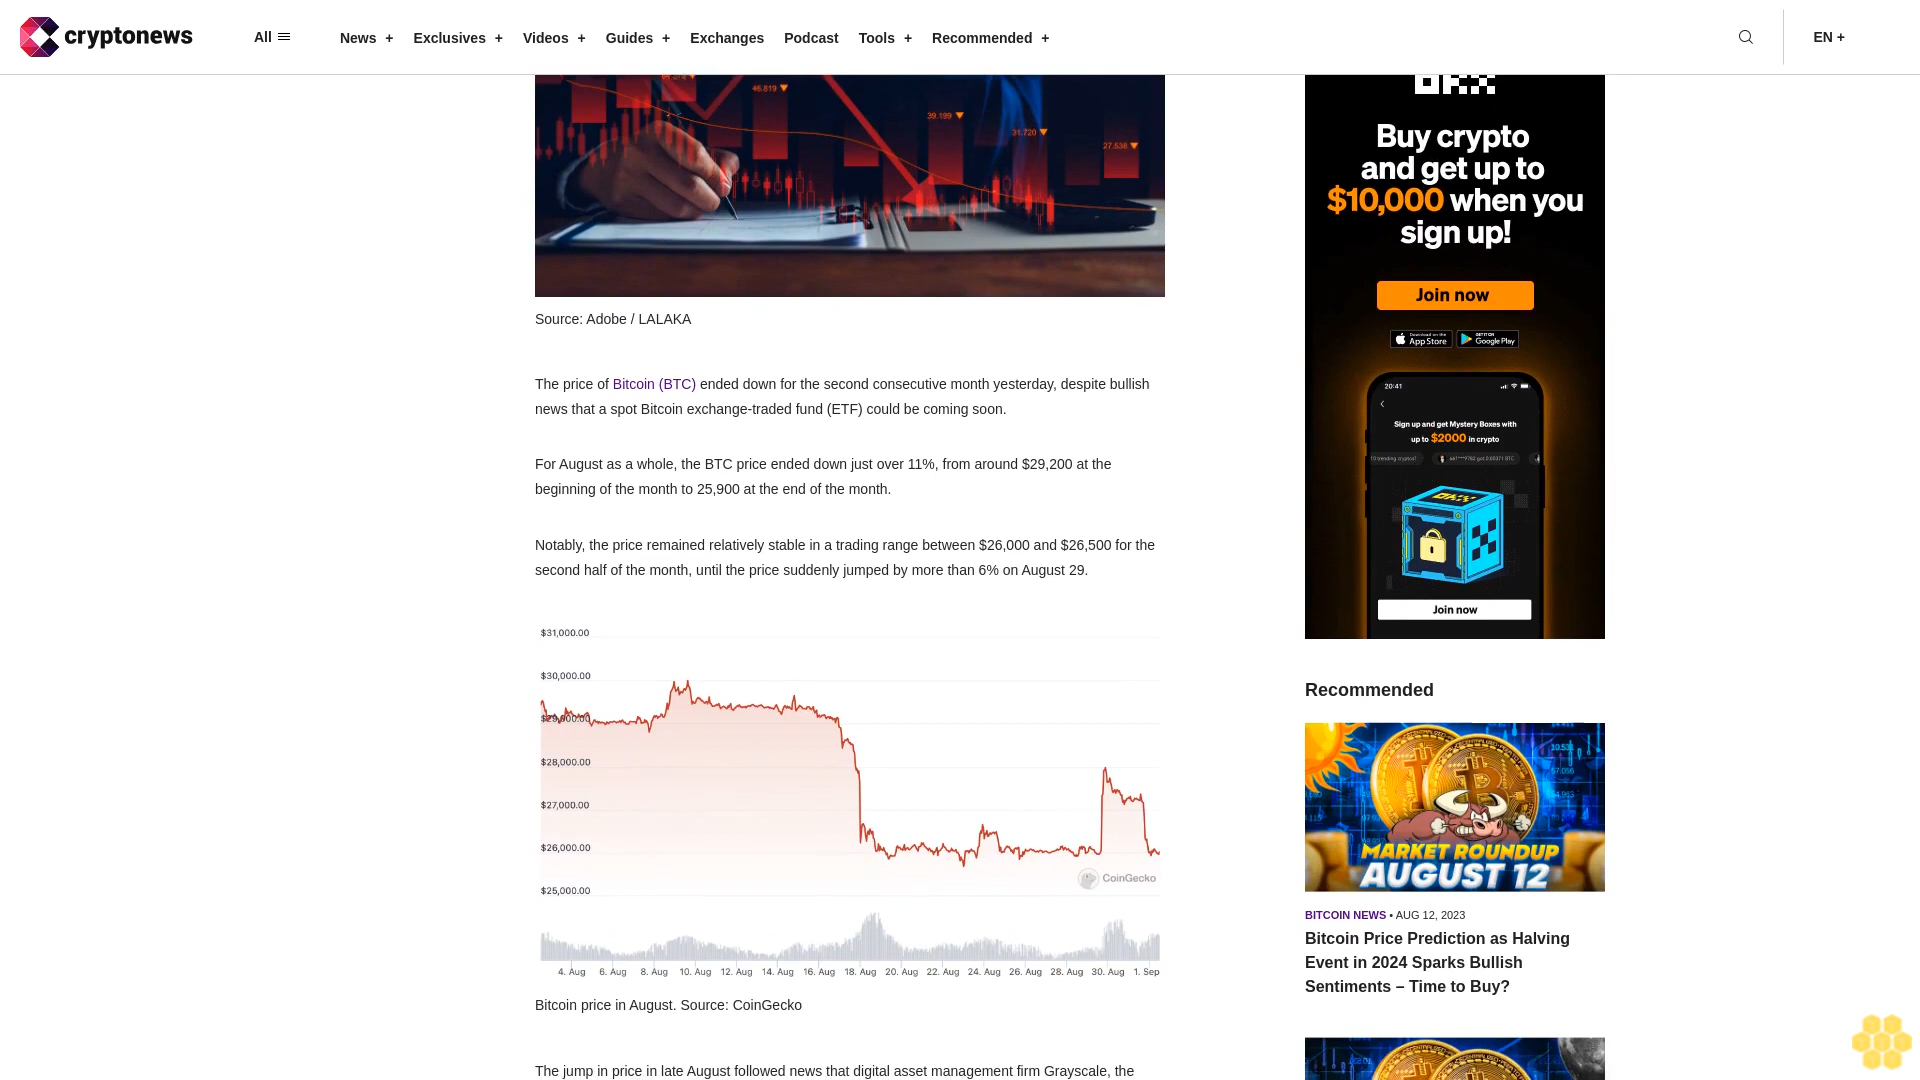 cryptonews
All
News +
Exclusives +
Videos +
Guides +
Exchanges
Podcast
Tools +
Recommended +
EN +
46.819
39.199
31.720
27.538
Source: Adobe / LALAKA
The price of Bitcoin (BTC) ended down for the second consecutive month yesterday, despite bullish
news that a spot Bitcoin exchange-traded fund (ETF) could be coming soon.
For August as a whole, the BTC price ended down just over 11%, from around $29,200 at the
beginning of the month to 25,900 at the end of the month.
Notably, the price remained relatively stable in a trading range between $26,000 and $26,500 for the
second half of the month, until the price suddenly jumped by more than 6% on August 29.
$31,000.00
$30,000.00
$29,000.00
$28,000.00
$27,000.00
$26,000.00
$25,000.00
CoinGecko
4. Aug
6. Aug
8. Aug
10. Aug
12. Aug
14. Aug
16. Aug
18. Aug
20. Aug
22. Aug
24. Aug
26. Aug
28. Aug
30. Aug
1. Sep
Bitcoin price in August. Source: CoinGecko
The jump in price in late August followed news that digital asset management firm Grayscale, the
Buy crypto
and get up to
$10,000 when you
sign up!
Join now
Download on the
App Store
GET IT ON
Google Play
20:41
Sign up and get Mystery Boxes with
up to $2000 in crypto
10 trending cryptos!
Join now
Recommended
MARKET ROUNDUP
AUGUST 12
BITCOIN NEWS • AUG 12, 2023
Bitcoin Price Prediction as Halving
Event in 2024 Sparks Bullish
Sentiments – Time to Buy?